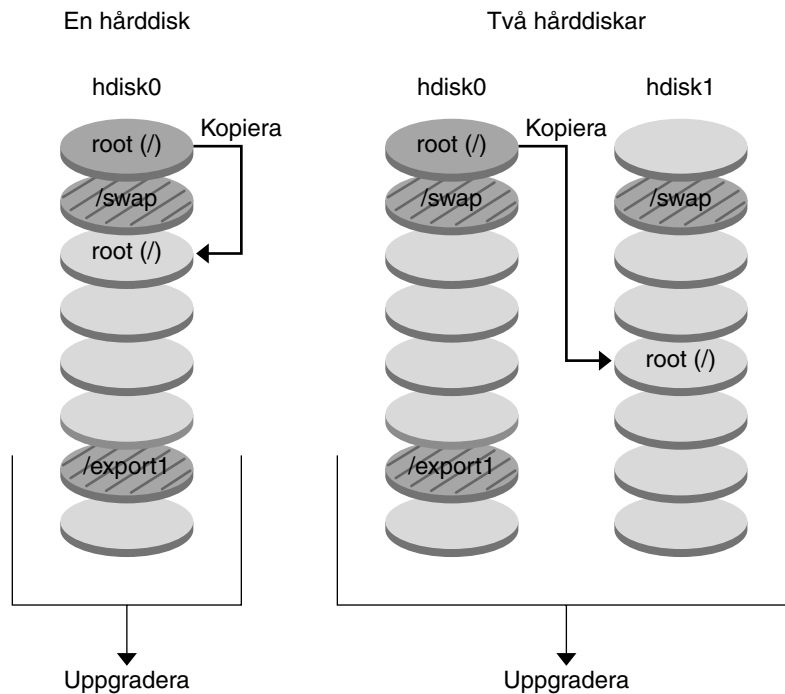 En hårddisk
hdisk0
root (/)
Kopiera
/swap
root (/)
/export1
Uppgradera
Två hårddiskar
hdisk0
hdisk1
root (/)
Kopiera
/swap
/swap
root (/)
/export1
Uppgradera